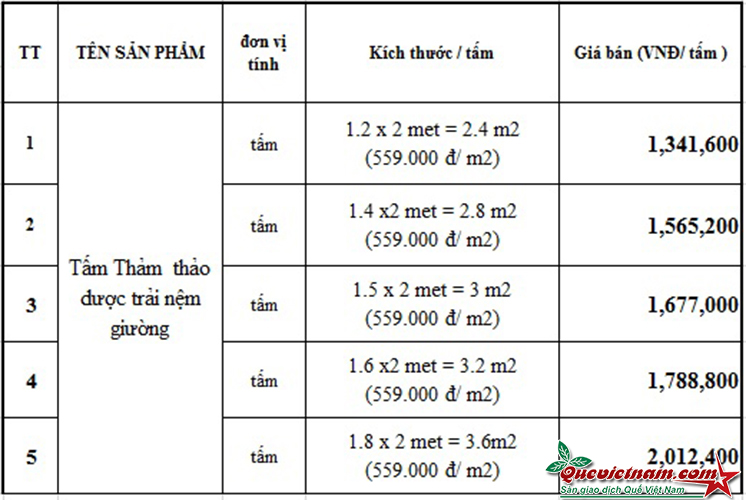 TT
TÊN SẢN PHẨM
đơn vị
tính
Kích thước / tấm
Giá bán (VNĐ/ tấm )
1
tấm
1.2 x 2 met = 2.4 m2
(559.000 đ/ m2)
1,341,600
2
tấm
1.4 x2 met = 2.8 m2
(559.000 đ/ m2)
1,565,200
Tấm Thảm thảo
dược trải nệm
giường
3
tấm
1.5 x 2 met = 3 m2
(559.000 đ/ m2)
1,677,000
4
tấm
1.6 x2 met = 3.2 m2
(559.000 đ/ m2)
1,788,800
5
tấm
1.8 x 2 met = 3.6m2
(559.000 đ/ m2)
2,012,400
Quevietnam.com
Sàn giao dịch Quế Việt Nam